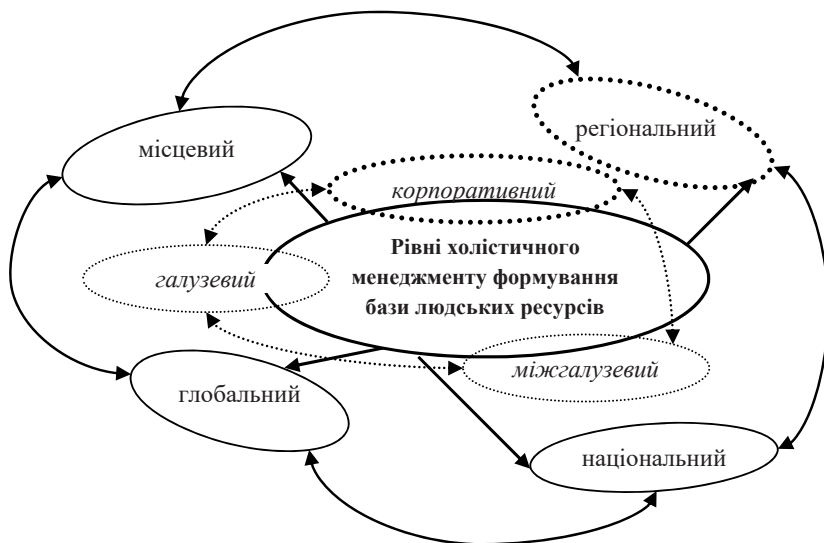 регіональний
місцевий
корпоративний
Рівні холістичного
менеджменту формування
бази людських ресурсів
галузевий
міжгалузевий
глобальний
національний